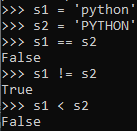 >>> s1 = 'python'
>>> s2 = 'PYTHON'
>>> s1 == s2
False
>>> s1 != s2
True
>>> s1 < s2
False